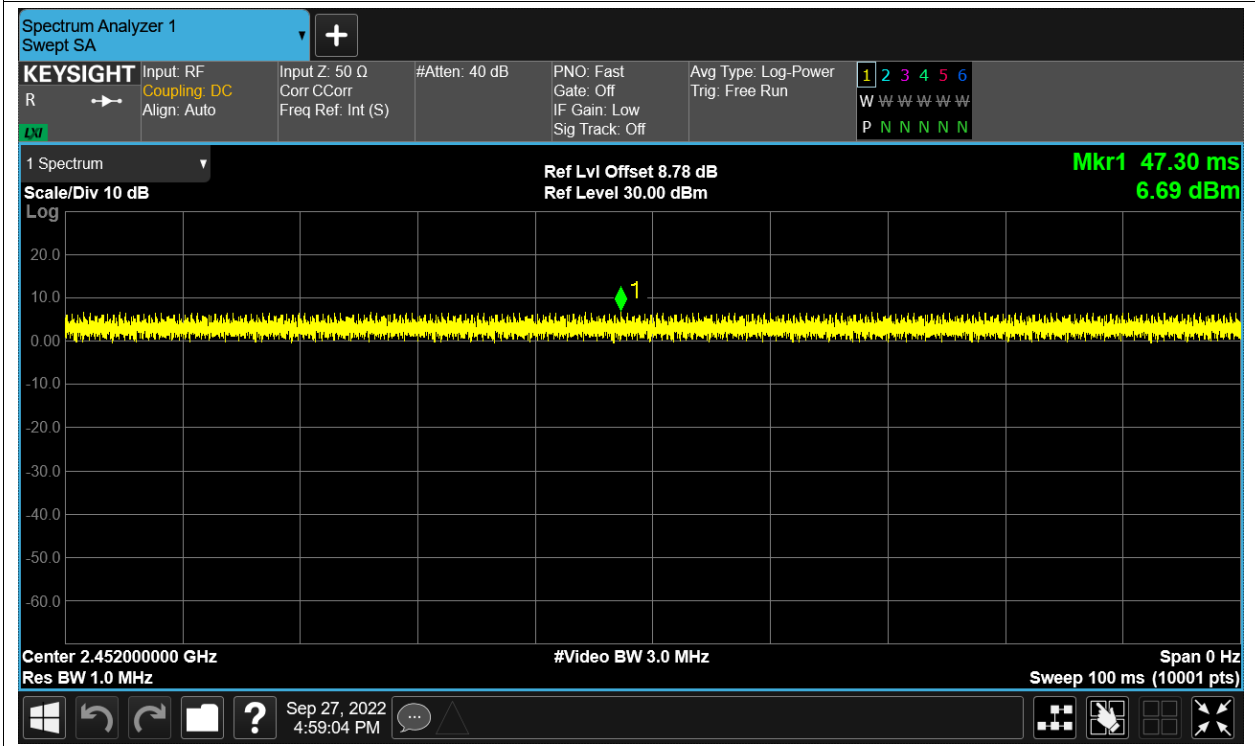 Spectrum Analyzer 1
Swept SA
KEYSIGHT
R
LXI
Input: RF
Coupling: DC
Align: Auto
Input Z: 50 Ω
Corr CCorr
Freq Ref: Int (S)
#Atten: 40 dB
PNO: Fast
Gate: Off
IF Gain: Low
Sig Track: Off
Avg Type: Log-Power
Trig: Free Run
1 2 3 4 5 6
W W W W W W
P N N N N N
1 Spectrum
Scale/Div 10 dB
Ref Lvl Offset 8.78 dB
Ref Level 30.00 dBm
Mkr1 47.30 ms
6.69 dBm
Log
20.0
10.0
1
0.00
-10.0
-20.0
-30.0
-40.0
-50.0
-60.0
Center 2.452000000 GHz
#Video BW 3.0 MHz
Span 0 Hz
Res BW 1.0 MHz
Sweep 100 ms (10001 pts)
?
Sep 27, 2022
4:59:04 PM